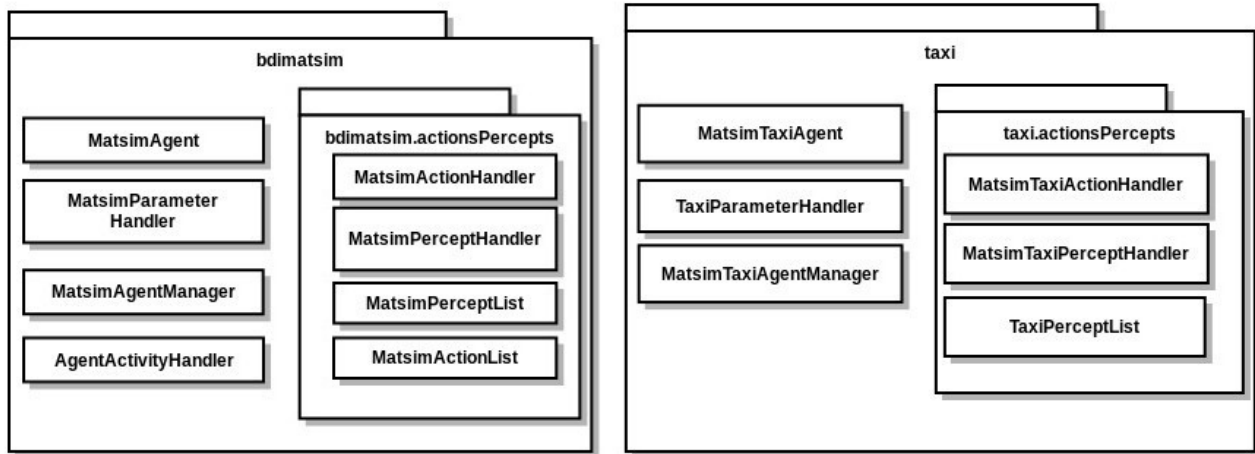 bdimatsim
MatsimAgent
MatsimParameter
Handler
MatsimAgentManager
AgentActivityHandler
bdimatsim.actionsPercepts
MatsimActionHandler
MatsimPerceptHandler
MatsimPerceptList
MatsimActionList
taxi
MatsimTaxiAgent
TaxiParameterHandler
MatsimTaxiAgentManager
taxi.actionsPercepts
MatsimTaxiActionHandler
MatsimTaxiPerceptHandler
TaxiPerceptList